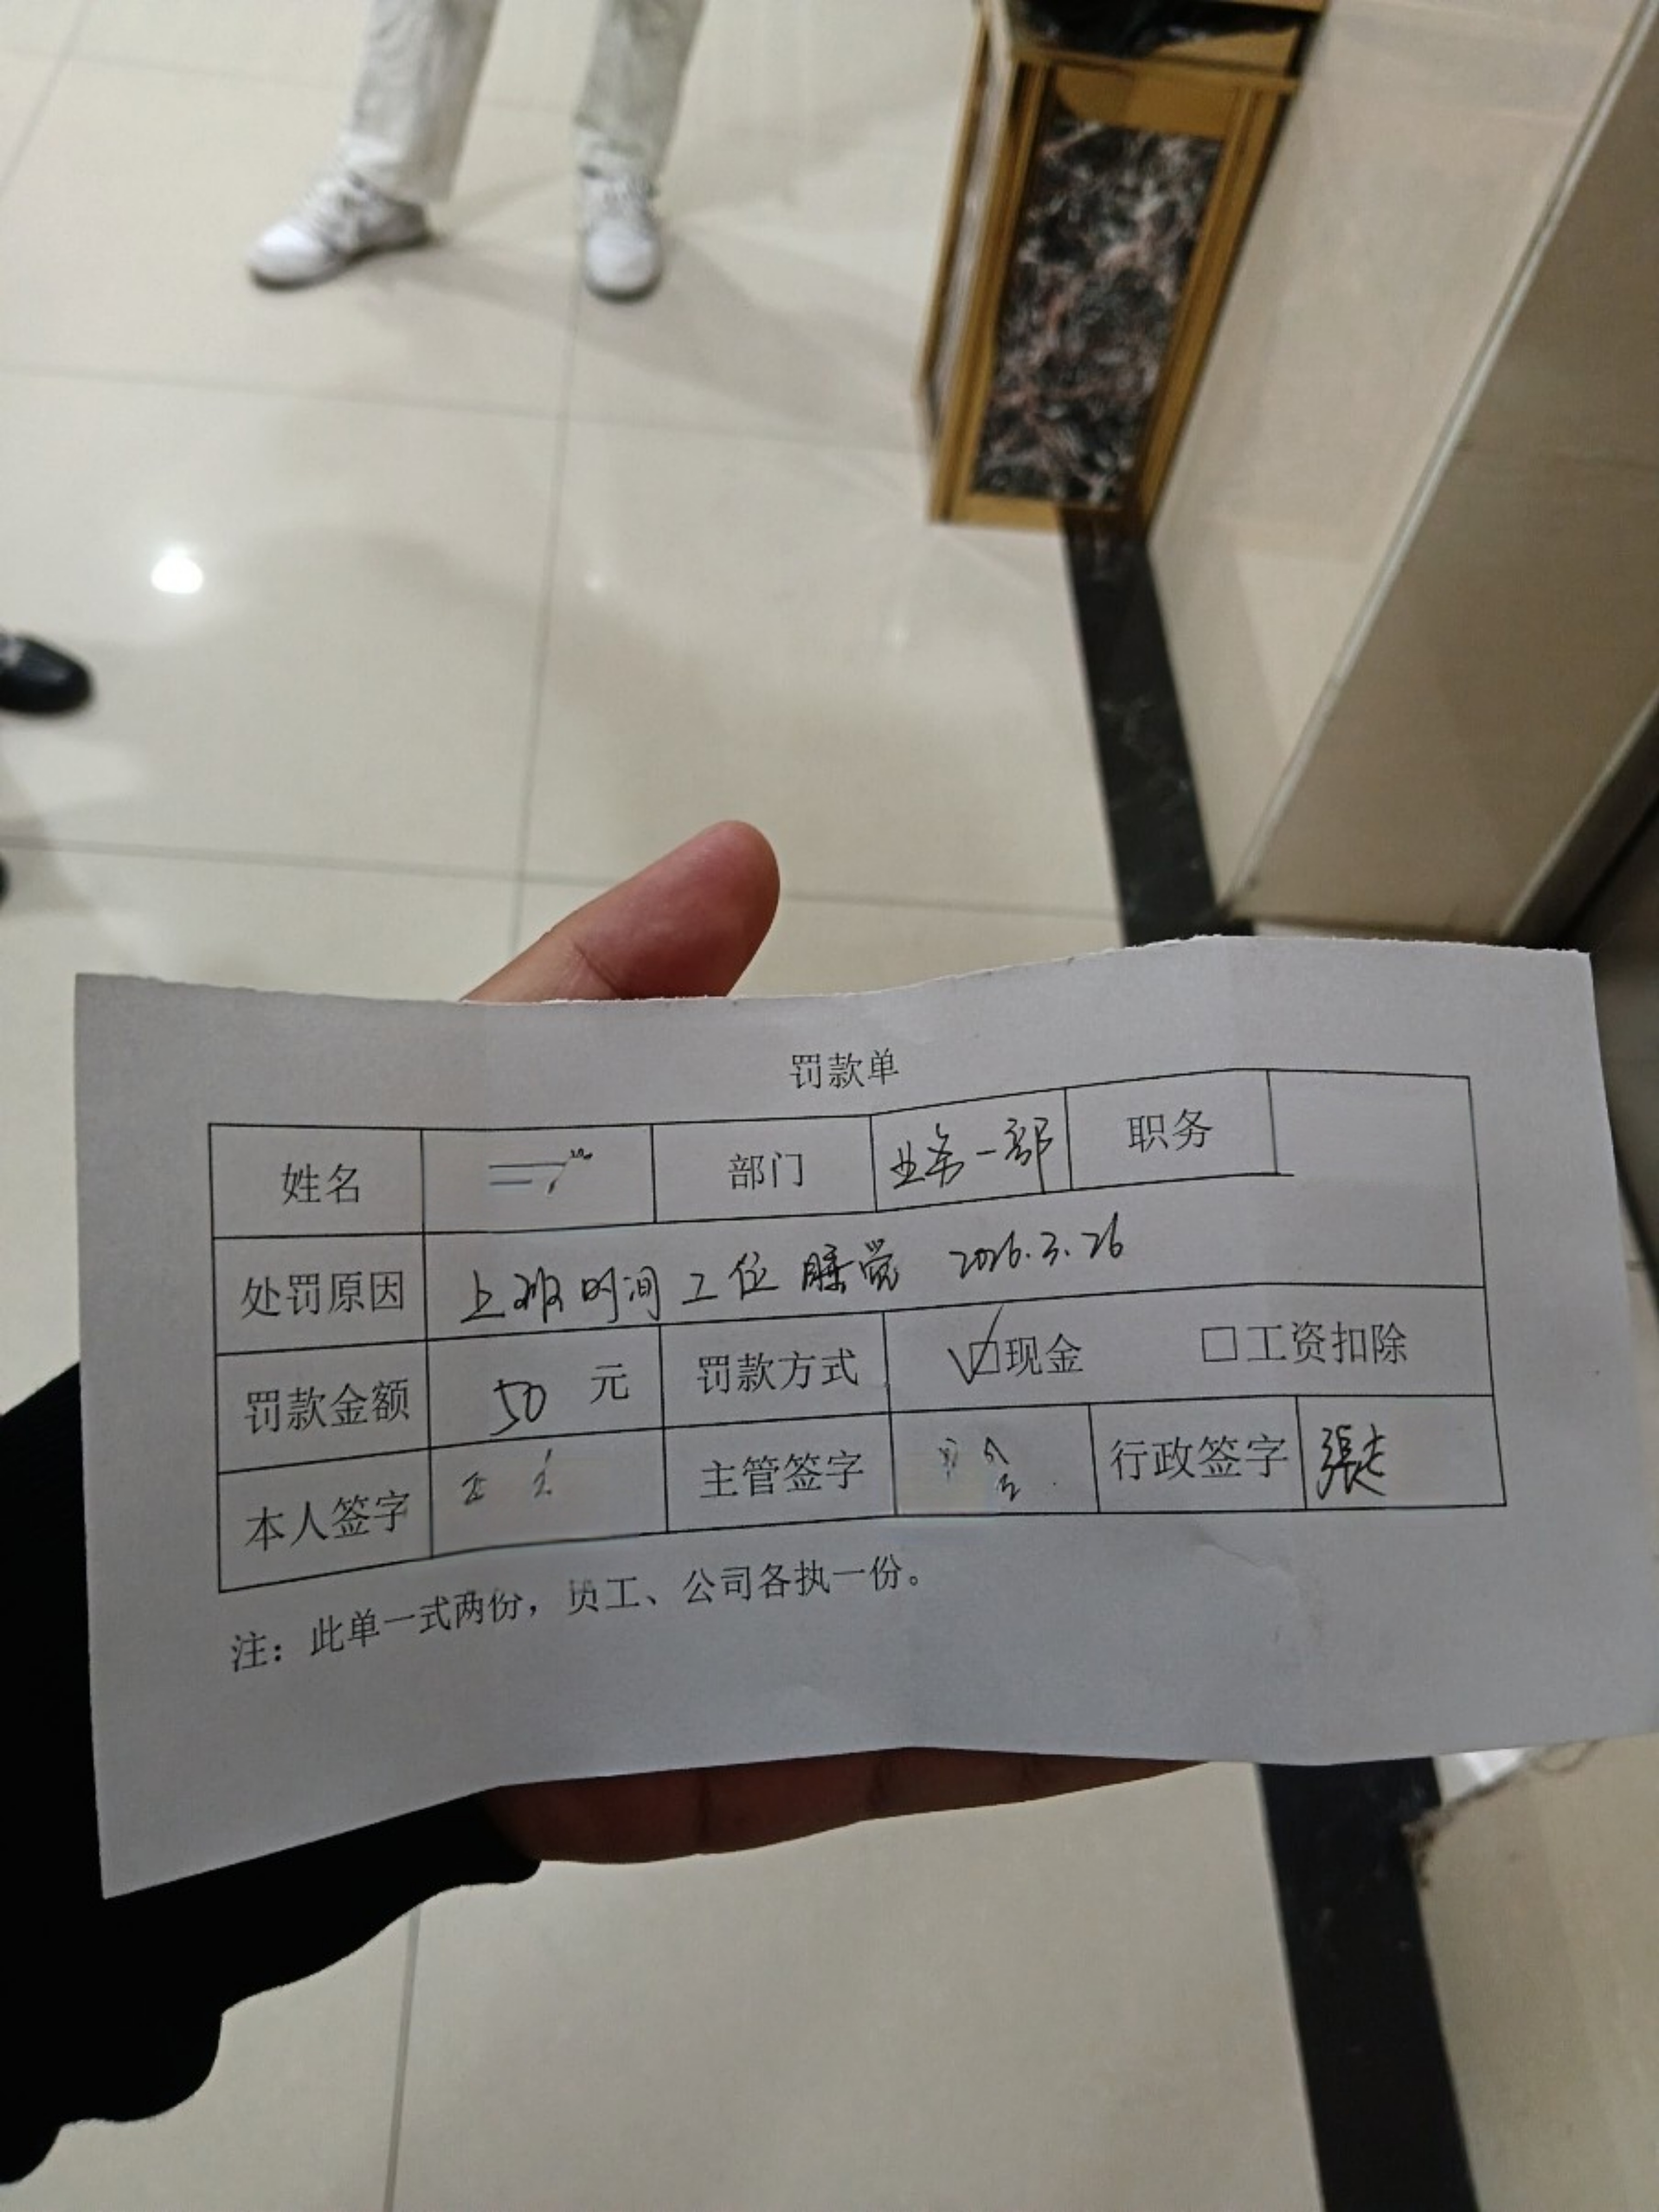 罚款单
姓名 部门 业务一部 职务
处罚原因 上班时间工位睡觉 2026.3.26
罚款金额 50 元 罚款方式 ☑现金 □工资扣除
本人签字 主管签字 行政签字 張
注：此单一式两份，员工、公司各执一份。